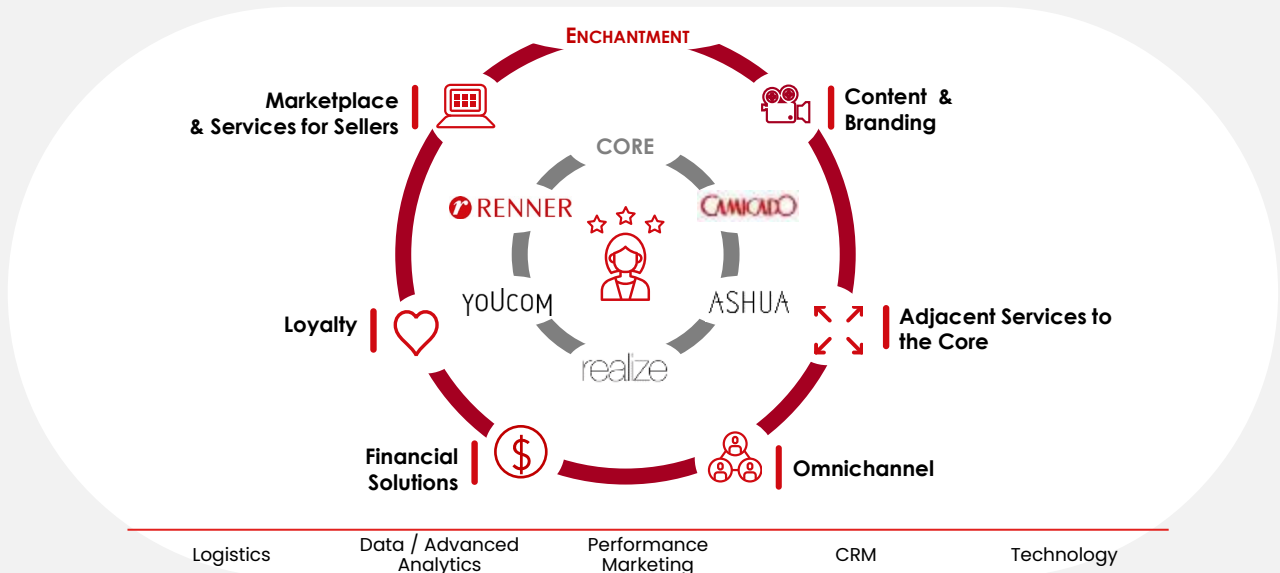 ENCHANTMENT
Marketplace
& Services for Sellers
Content &
Branding
CORE
RENNER
CAMICADO
YOUCOM
ASHUA
realize
Loyalty
Adjacent Services to
the Core
Financial
Solutions
$
Omnichannel
Logistics
Data / Advanced
Analytics
Performance
Marketing
CRM
Technology